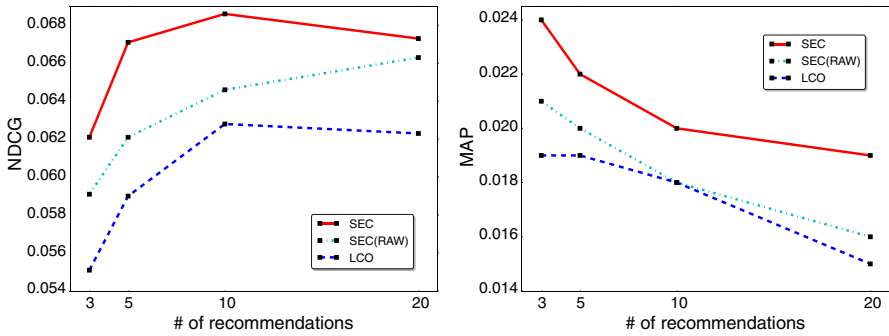 0.068
0.066
0.064
0.062
0.060
0.058
0.056
0.054
NDCG
SEC
SEC(RAW)
LCO
3 5 10 20
# of recommendations
0.024
0.022
0.020
0.018
0.016
0.014
MAP
SEC
SEC(RAW)
LCO
3 5 10 20
# of recommendations